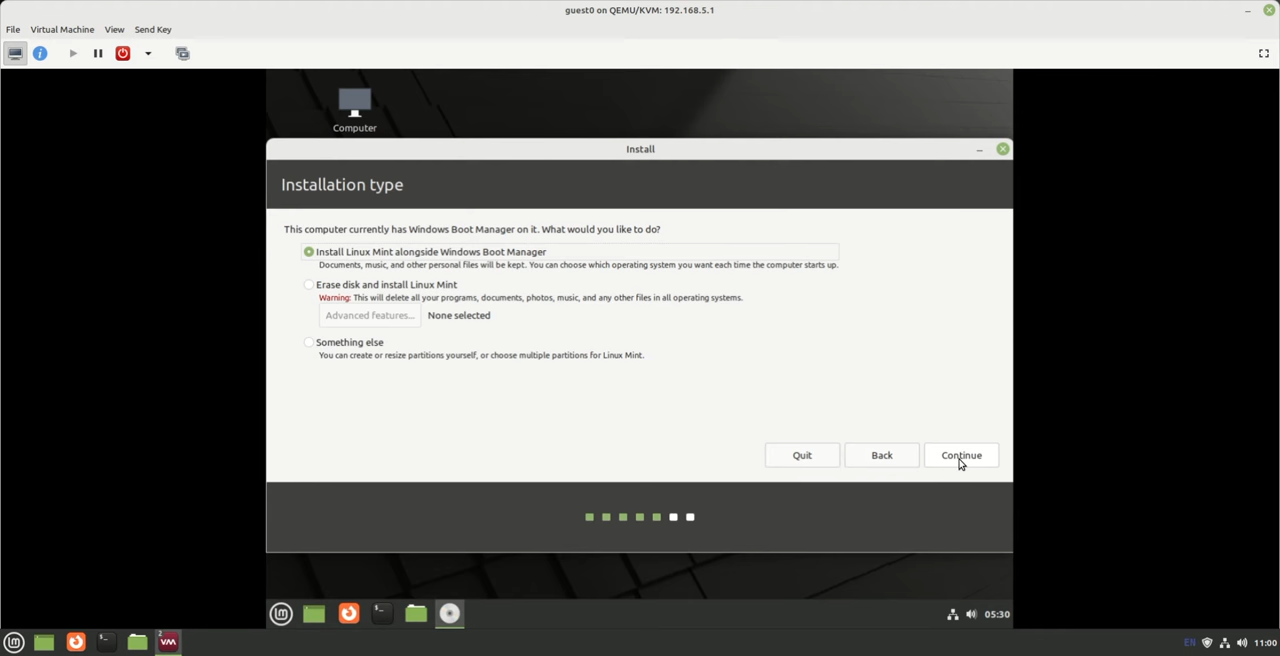 guest0 on QEMU/KVM: 192.168.5.1
File Virtual Machine View Send Key
Computer
Install
Installation type
This computer currently has Windows Boot Manager on it. What would you like to do?
Install Linux Mint alongside Windows Boot Manager
Documents, music, and other personal files will be kept. You can choose which operating system you want each time the computer starts up.
Erase disk and install Linux Mint
Warning: This will delete all your programs, documents, photos, music, and any other files in all operating systems.
Advanced features... None selected
Something else
You can create or resize partitions yourself, or choose multiple partitions for Linux Mint.
Quit Back Continue
05:30
2
VM
EN 11:00